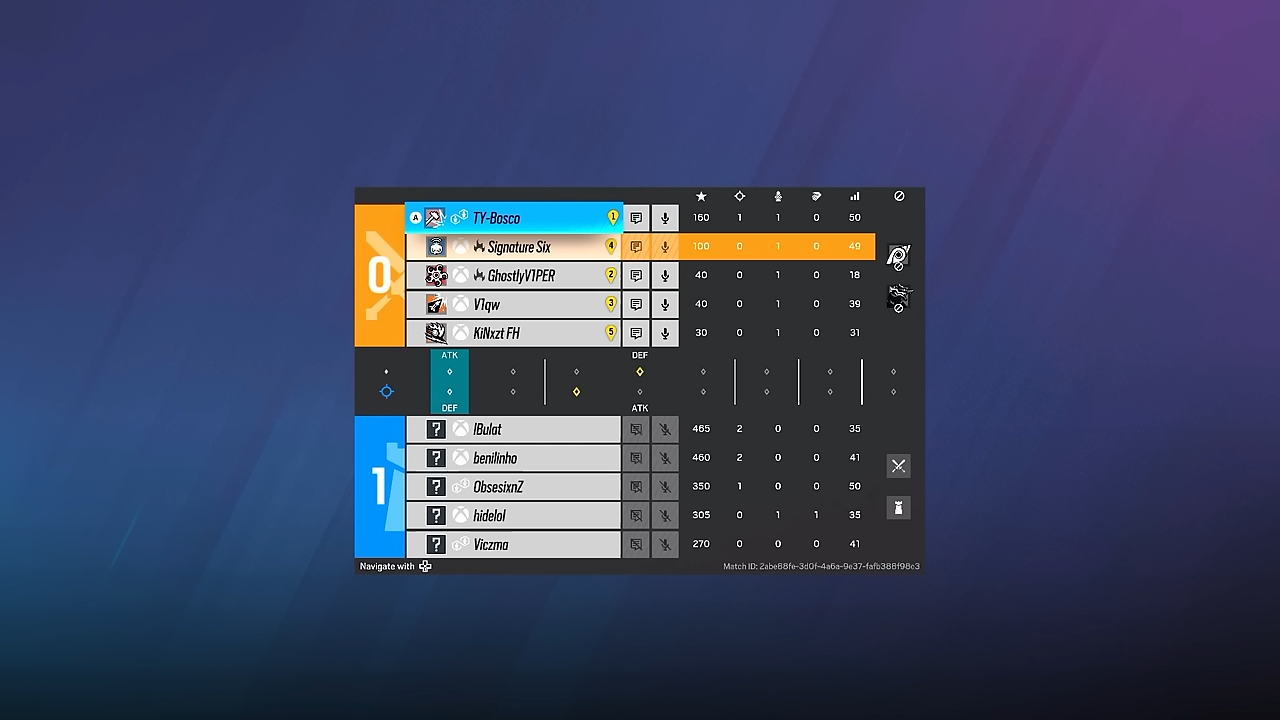 0
A TY-Bosco 1 160 1 1 0 50
Signature Six 4 100 0 1 0 49
GhostlyV1PER 2 40 0 1 0 18
V1qw 3 40 0 1 0 39
KiNxzt FH 5 30 0 1 0 31
ATK DEF
DEF ATK
1
? lBulat 465 2 0 0 35
? benilinho 460 2 0 0 41
? ObsesixnZ 350 1 0 0 50
? hidelol 305 0 1 1 35
? Viczma 270 0 0 0 41
Navigate with
Match ID: 2abe88fe-3d0f-4a6a-9e37-fafb388f98e3